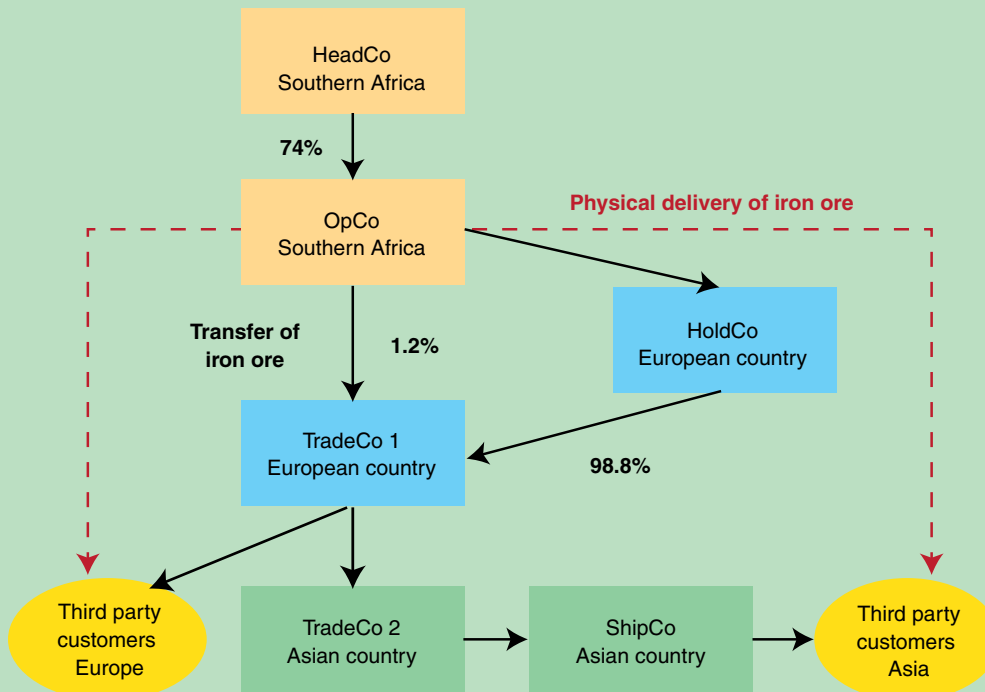 HeadCo
Southern Africa
74%
Physical delivery of iron ore
OpCo
Southern Africa
Transfer of
iron ore
1.2%
HoldCo
European country
TradeCo 1
European country
98.8%
Third party
customers
Europe
TradeCo 2
Asian country
ShipCo
Asian country
Third party
customers
Asia